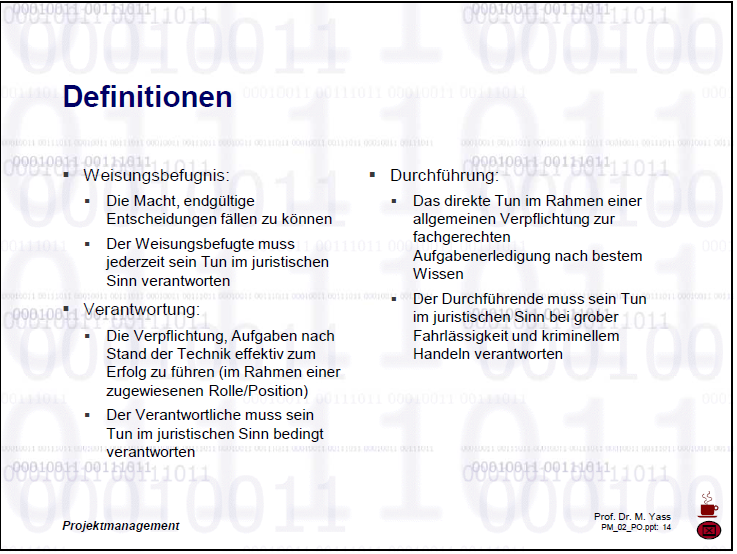 Definitionen
▪ Weisungsbefugnis:
▪ Die Macht, endgültige
Entscheidungen fällen zu können
▪ Der Weisungsbefugte muss
jederzeit sein Tun im juristischen
Sinn verantworten
▪ Verantwortung:
▪ Die Verpflichtung, Aufgaben nach
Stand der Technik effektiv zum
Erfolg zu führen (im Rahmen einer
zugewiesenen Rolle/Position)
▪ Der Verantwortliche muss sein
Tun im juristischen Sinn bedingt
verantworten
▪ Durchführung:
▪ Das direkte Tun im Rahmen einer
allgemeinen Verpflichtung zur
fachgerechten
Aufgabenerledigung nach bestem
Wissen
▪ Der Durchführende muss sein Tun
im juristischen Sinn bei grober
Fahrlässigkeit und kriminellem
Handeln verantworten
Projektmanagement
Prof. Dr. M. Yass
PM_02_PO.ppt: 14